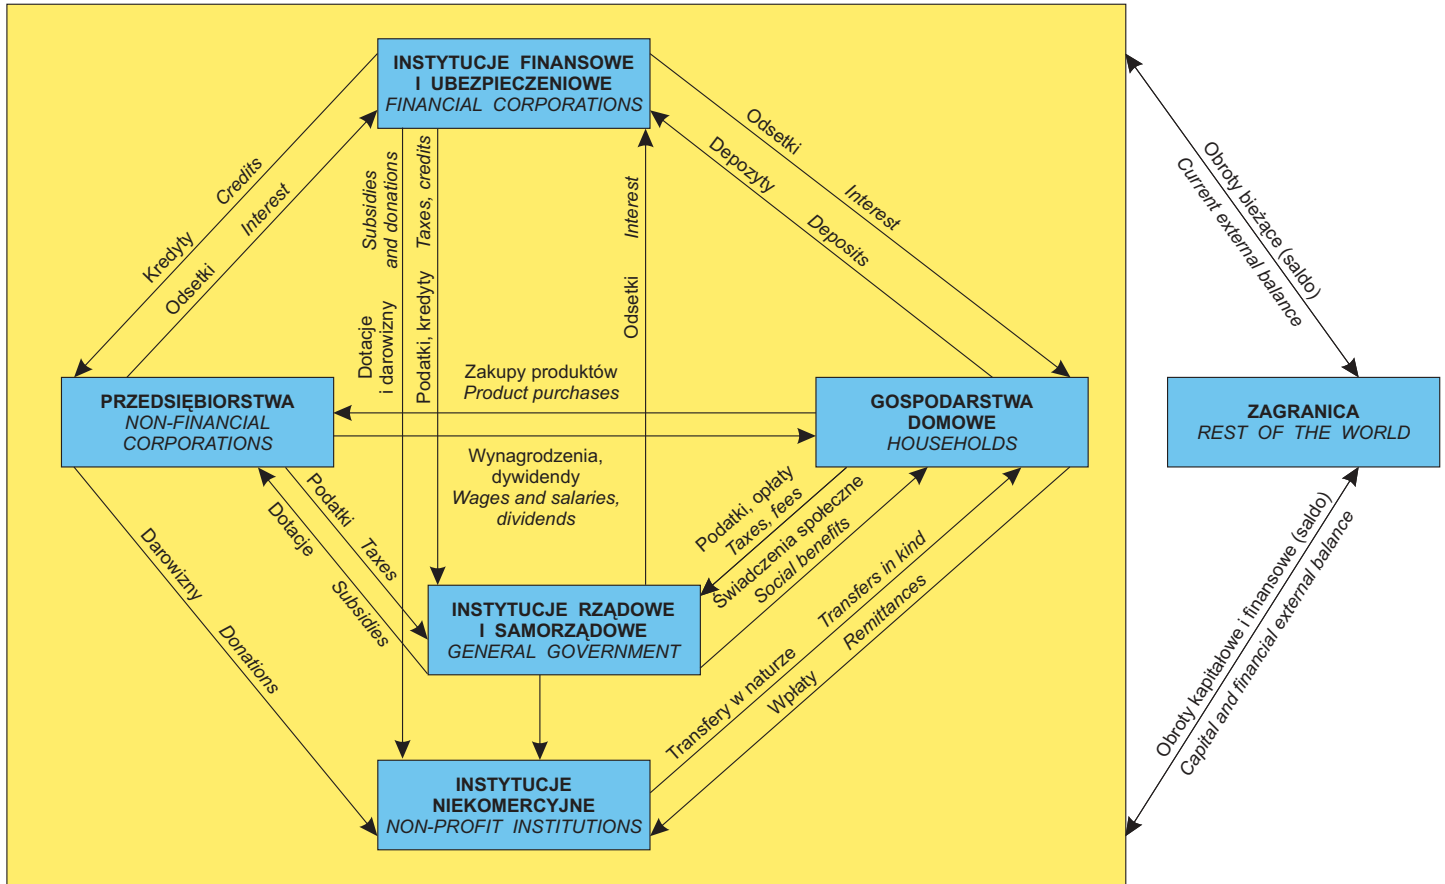 INSTYTUCJE FINANSOWE
I UBEZPIECZENIOWE
FINANCIAL CORPORATIONS
Kredyty
Credits
Odsetki
Interest
Dotacje
i darowizny
Subsidies
and donations
Podatki, kredyty
Taxes, credits
Odsetki
Interest
Odsetki
Interest
Depozyty
Deposits
Obroty bieżące (saldo)
Current external balance
PRZEDSIĘBIORSTWA
NON-FINANCIAL
CORPORATIONS
Zakupy produktów
Product purchases
Wynagrodzenia,
dywidendy
Wages and salaries,
dividends
GOSPODARSTWA
DOMOWE
HOUSEHOLDS
ZAGRANICA
REST OF THE WORLD
Podatki
Taxes
Dotacje
Subsidies
Darowizny
Donations
Podatki, opłaty
Taxes, fees
Świadczenia społeczne
Social benefits
Transfery w naturze
Transfers in kind
Wpłaty
Remittances
Obroty kapitałowe i finansowe (saldo)
Capital and financial external balance
INSTYTUCJE RZĄDOWE
I SAMORZĄDOWE
GENERAL GOVERNMENT
INSTYTUCJE
NIEKOMERCYJNE
NON-PROFIT INSTITUTIONS